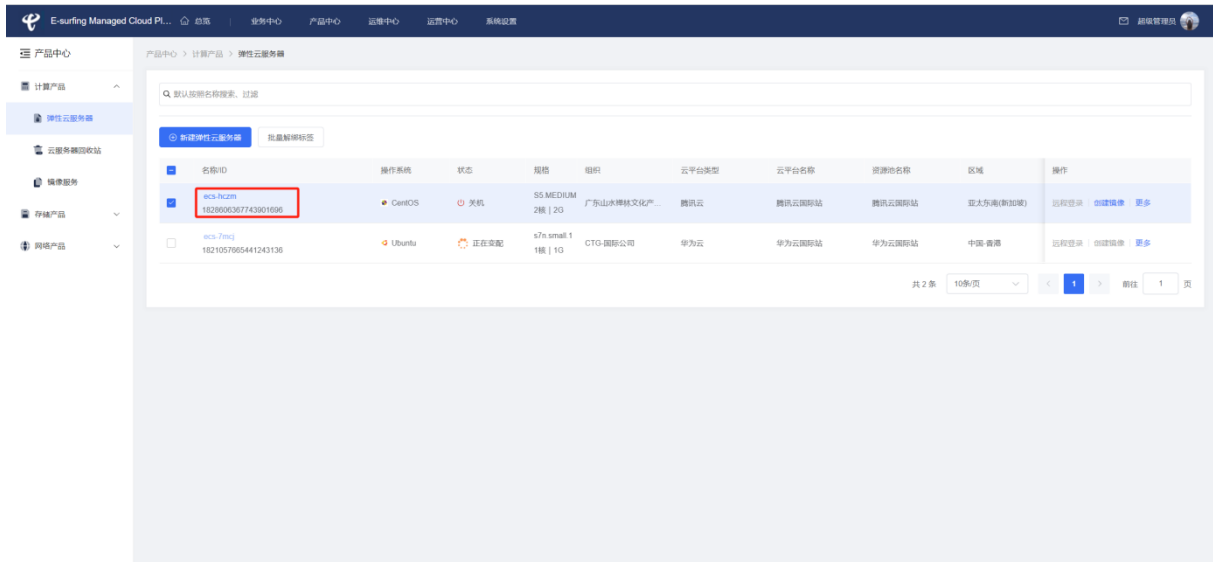 E-surfing Managed Cloud Pl... 总览 业务中心 产品中心 运维中心 运营中心 系统设置 超级管理员
产品中心
产品中心 > 计算产品 > 弹性云服务器
计算产品
弹性云服务器
云服务器回收站
镜像服务
存储产品
网络产品
默认按照名称搜索、过滤
新建弹性云服务器 批量解绑标签
名称/ID 操作系统 状态 规格 组织 云平台类型 云平台名称 资源池名称 区域 操作
ecs-hczm CentOS 关机 S5.MEDIUM 广东山水禅林文化产... 腾讯云 腾讯云国际站 腾讯云国际站 亚太东南(新加坡) 远程登录 创建镜像 更多
1828606367743901696 2核 | 2G
ecs-7mcj Ubuntu 正在变配 s7n.small.1 CTG-国际公司 华为云 华为云国际站 华为云国际站 中国-香港 远程登录 创建镜像 更多
1821057665441243136 1核 | 1G
共 2 条 10条/页 < 1 > 前往 1 页